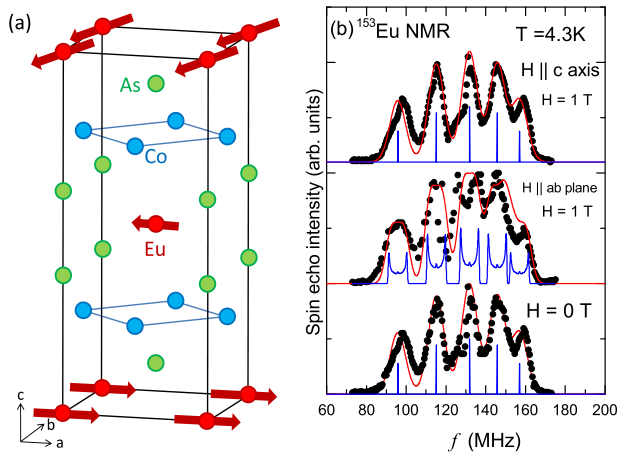 (a)
As
Co
Eu
c
b
a
(b) ¹⁵³Eu NMR
T =4.3K
H || c axis
H = 1 T
H || ab plane
H = 1 T
H = 0 T
Spin echo intensity (arb. units)
60 80 100 120 140 160 180 200
f (MHz)